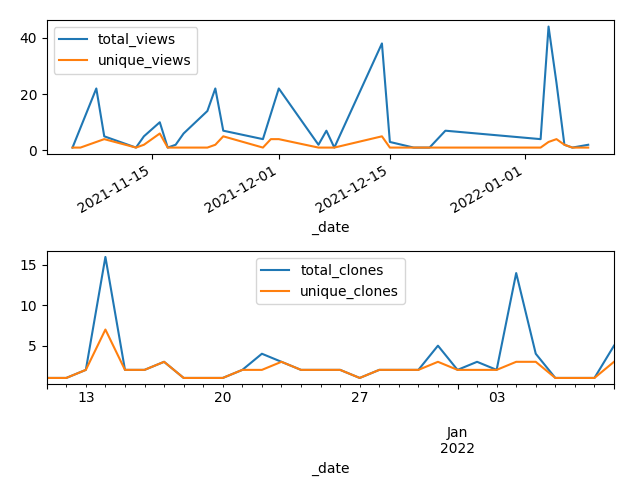 40
20
0
total_views
unique_views
2021-11-15
2021-12-01
2021-12-15
2022-01-01
_date
15
10
5
total_clones
unique_clones
13
20
27
03
Jan
2022
_date